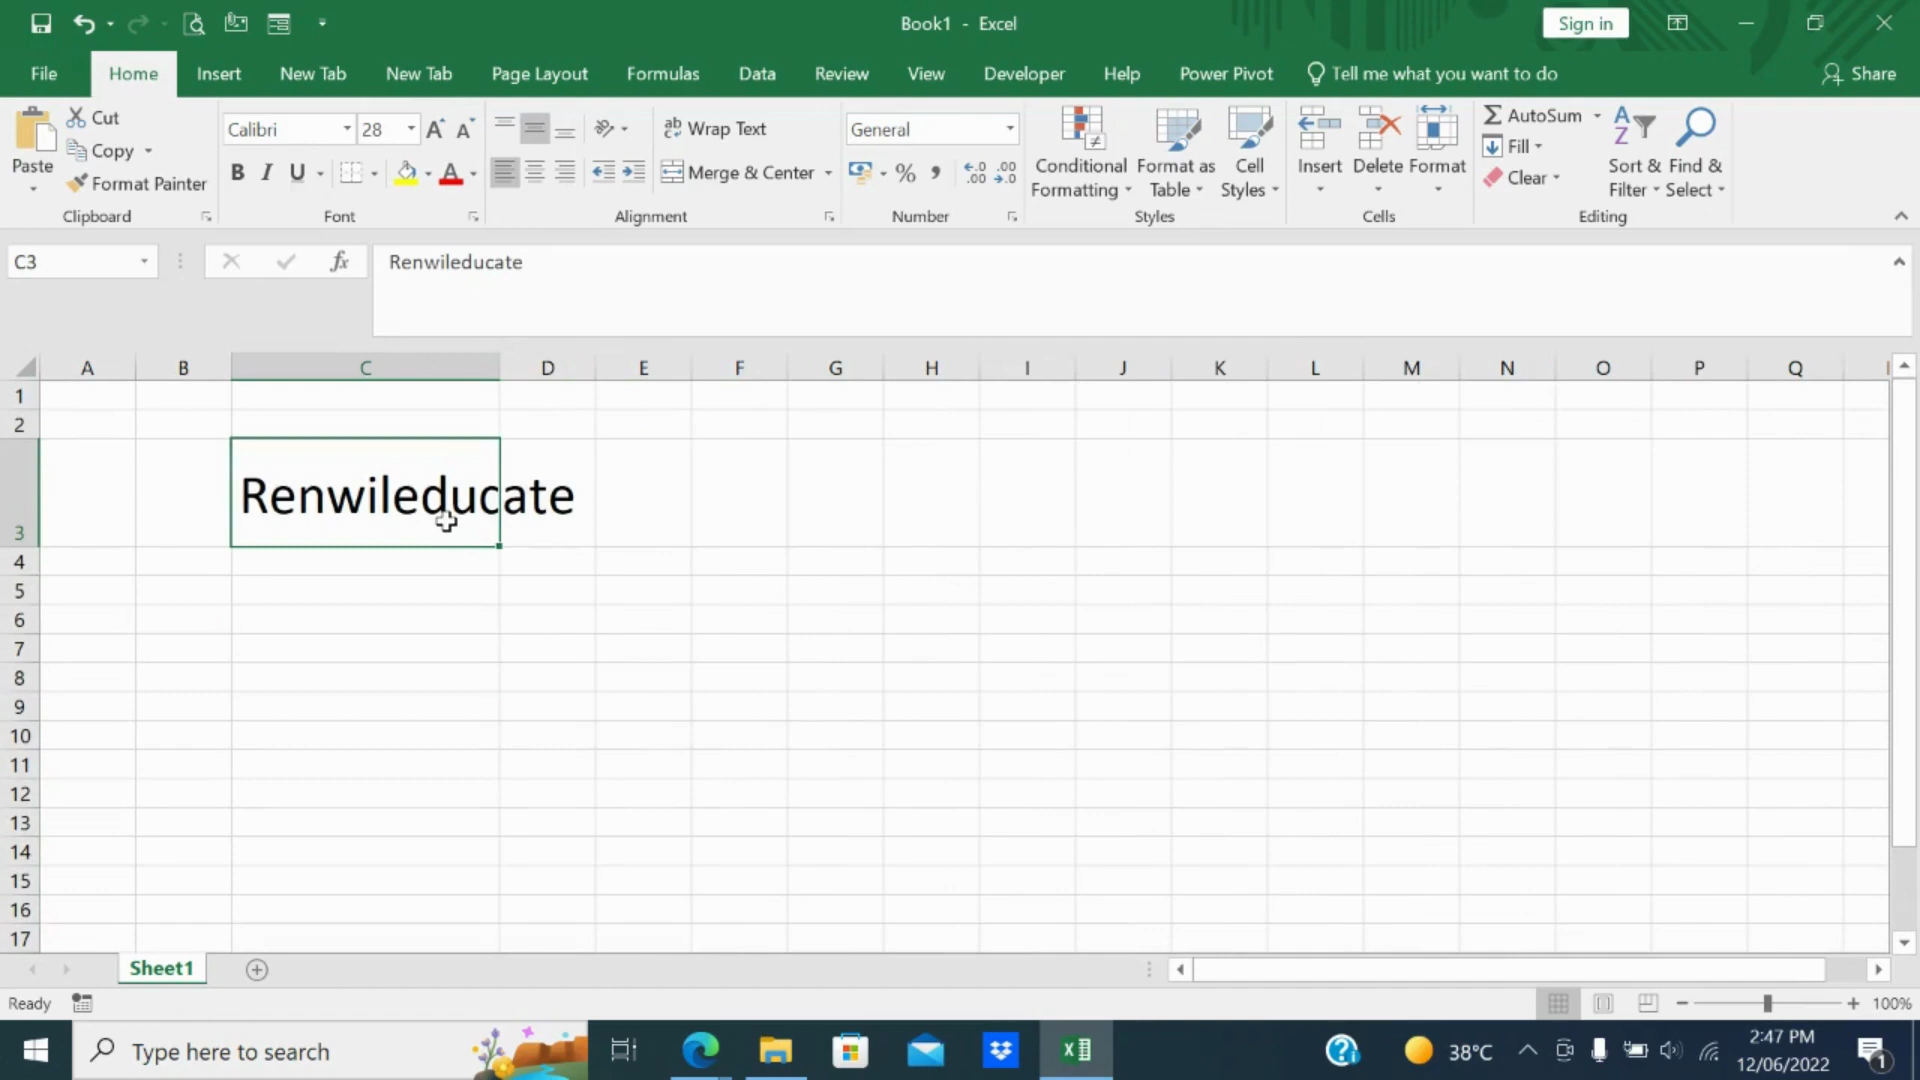 Book1 - Excel
Sign in
File Home Insert New Tab New Tab Page Layout Formulas Data Review View Developer Help Power Pivot Tell me what you want to do Share
Paste
Cut
Copy
Format Painter
Clipboard
Calibri 28
B I U
Font
Wrap Text
Merge & Center
Alignment
General
% , .00 .00
Number
Conditional Formatting
Format as Table
Cell Styles
Styles
Insert Delete Format
Cells
AutoSum
Fill
Clear
Sort & Filter
Find & Select
Editing
C3 fx Renwileducate
A B C D E F G H I J K L M N O P Q
1
2
3 Renwileducate
4
5
6
7
8
9
10
11
12
13
14
15
16
17
Sheet1
Ready 100%
Type here to search
38°C
2:47 PM
12/06/2022
1